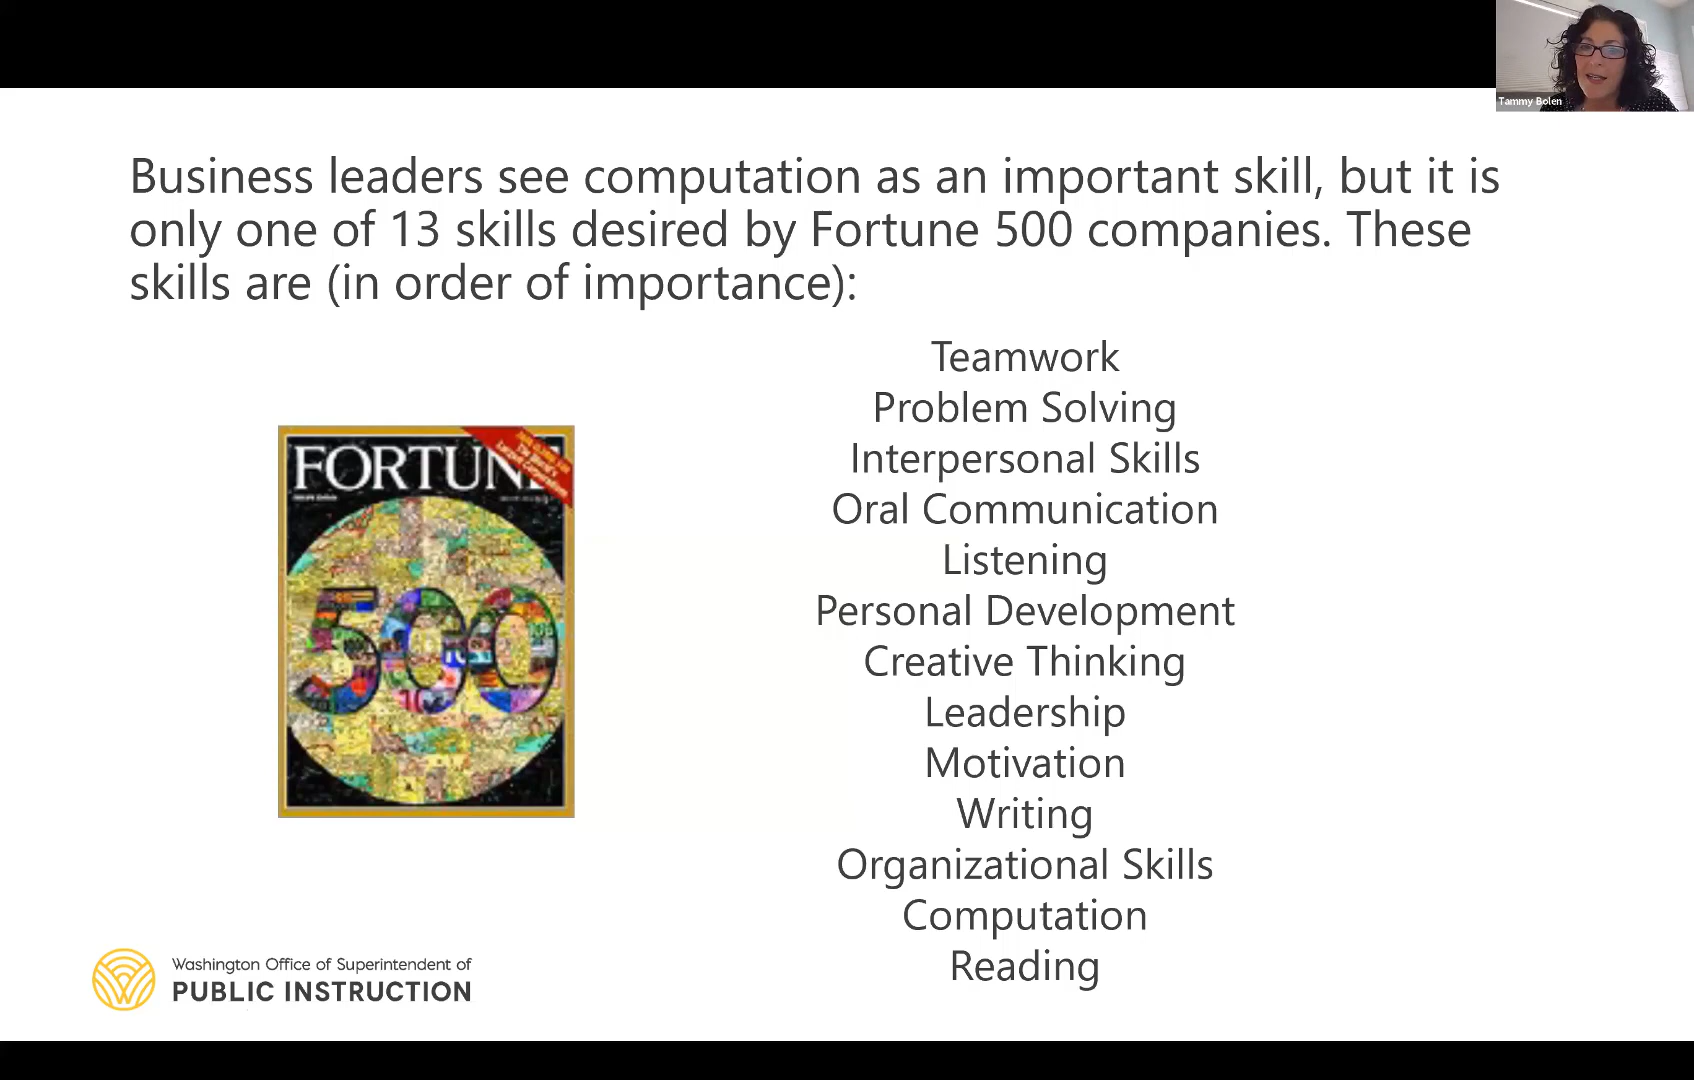 Tammy Bolen
Business leaders see computation as an important skill, but it is
only one of 13 skills desired by Fortune 500 companies. These
skills are (in order of importance):
Teamwork
Problem Solving
Interpersonal Skills
Oral Communication
Listening
Personal Development
Creative Thinking
Leadership
Motivation
Writing
Organizational Skills
Computation
Reading
FORTUNE
500
Washington Office of Superintendent of
PUBLIC INSTRUCTION